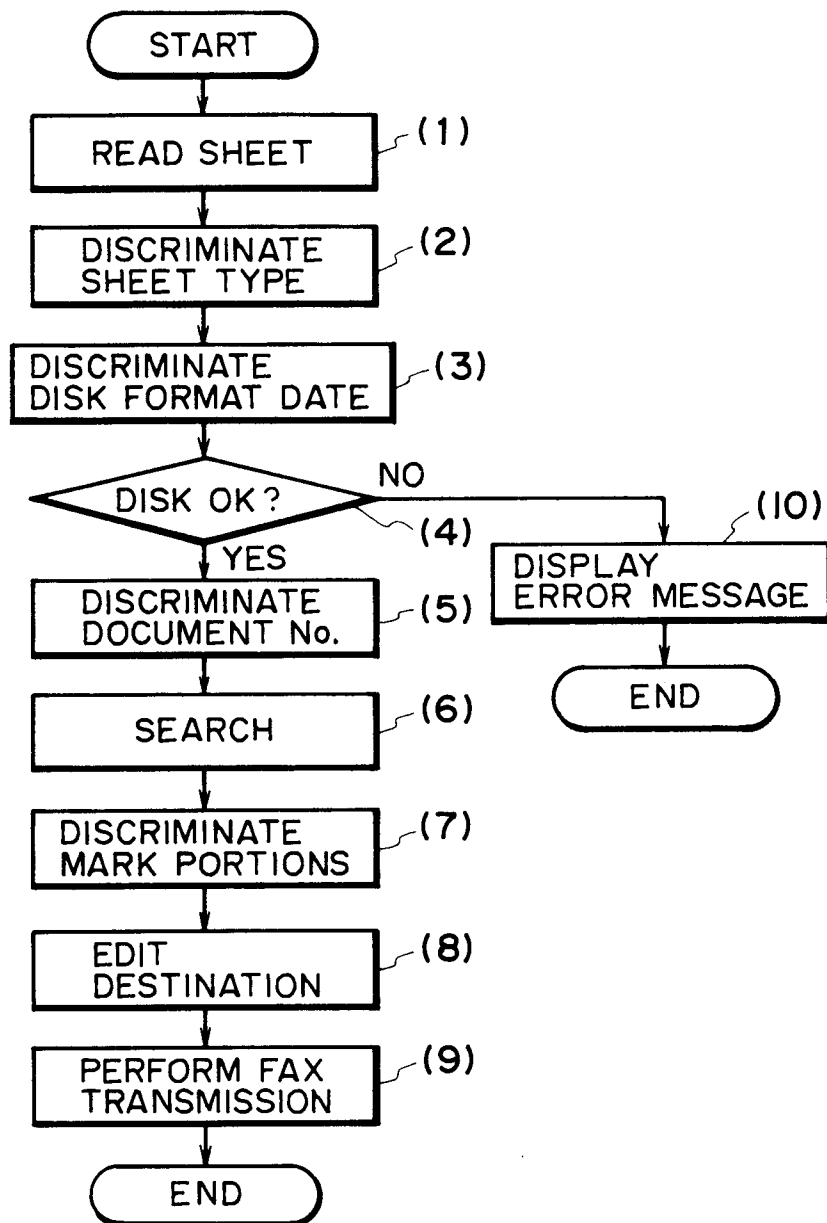 START
READ SHEET
(1)
DISCRIMINATE
SHEET TYPE
(2)
DISCRIMINATE
DISK FORMAT DATE
(3)
DISK OK?
NO
(4)
YES
DISCRIMINATE
DOCUMENT No.
(5)
SEARCH
(6)
DISCRIMINATE
MARK PORTIONS
(7)
EDIT
DESTINATION
(8)
PERFORM FAX
TRANSMISSION
(9)
END
(10)
DISPLAY
ERROR MESSAGE
END